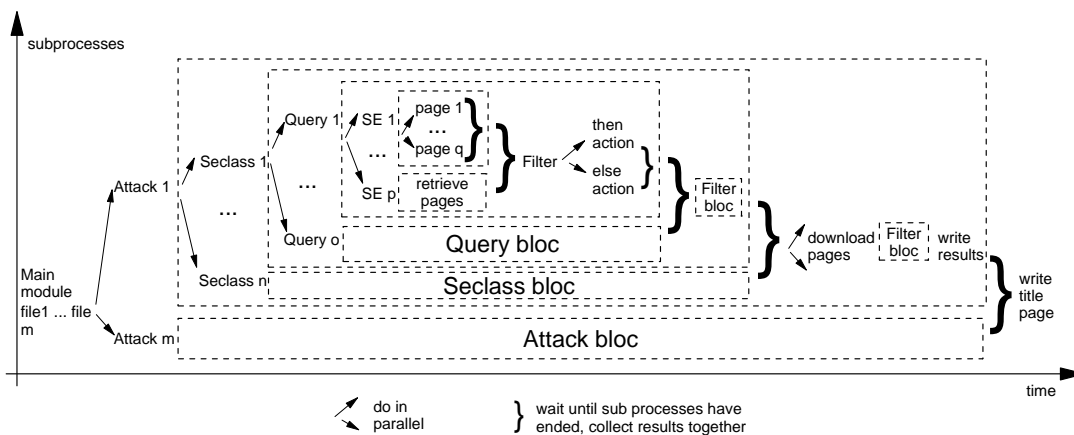 subprocesses
Main
module
file1 ... file
m
Attack 1
Attack m
Seclass 1
...
Seclass n
Query 1
...
Query o
SE 1
...
SE p
page 1
...
page q
retrieve
pages
Filter
then
action
else
action
Filter
bloc
Query bloc
Seclass bloc
Attack bloc
download
pages
Filter
bloc
write
results
write
title
page
time
do in
parallel
wait until sub processes have
ended, collect results together